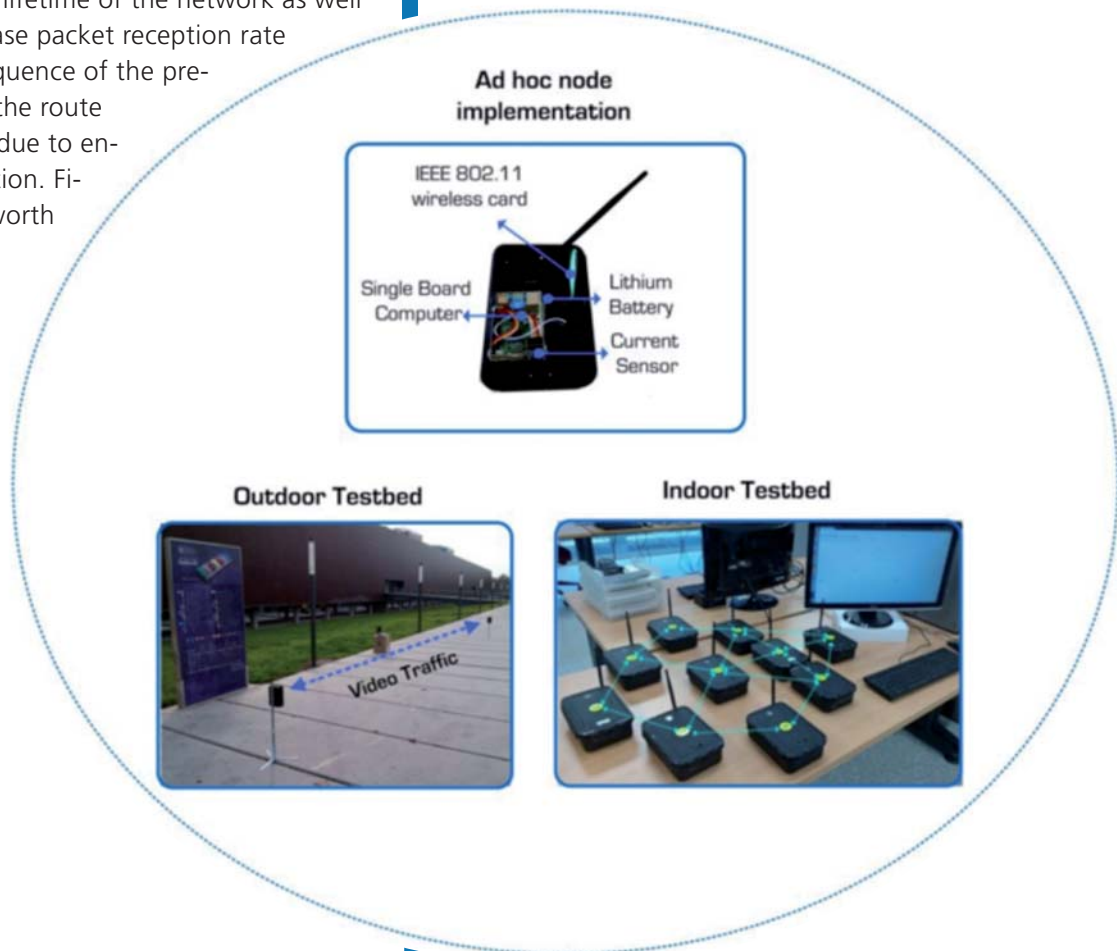 lifetime of the network as well
ase packet reception rate
quence of the pre-
the route
due to en-
tion. Fi-
worth
Ad hoc node
implementation
IEEE 802.11
wireless card
Single Board
Computer
Lithium
Battery
Current
Sensor
Outdoor Testbed
Indoor Testbed
Video Traffic